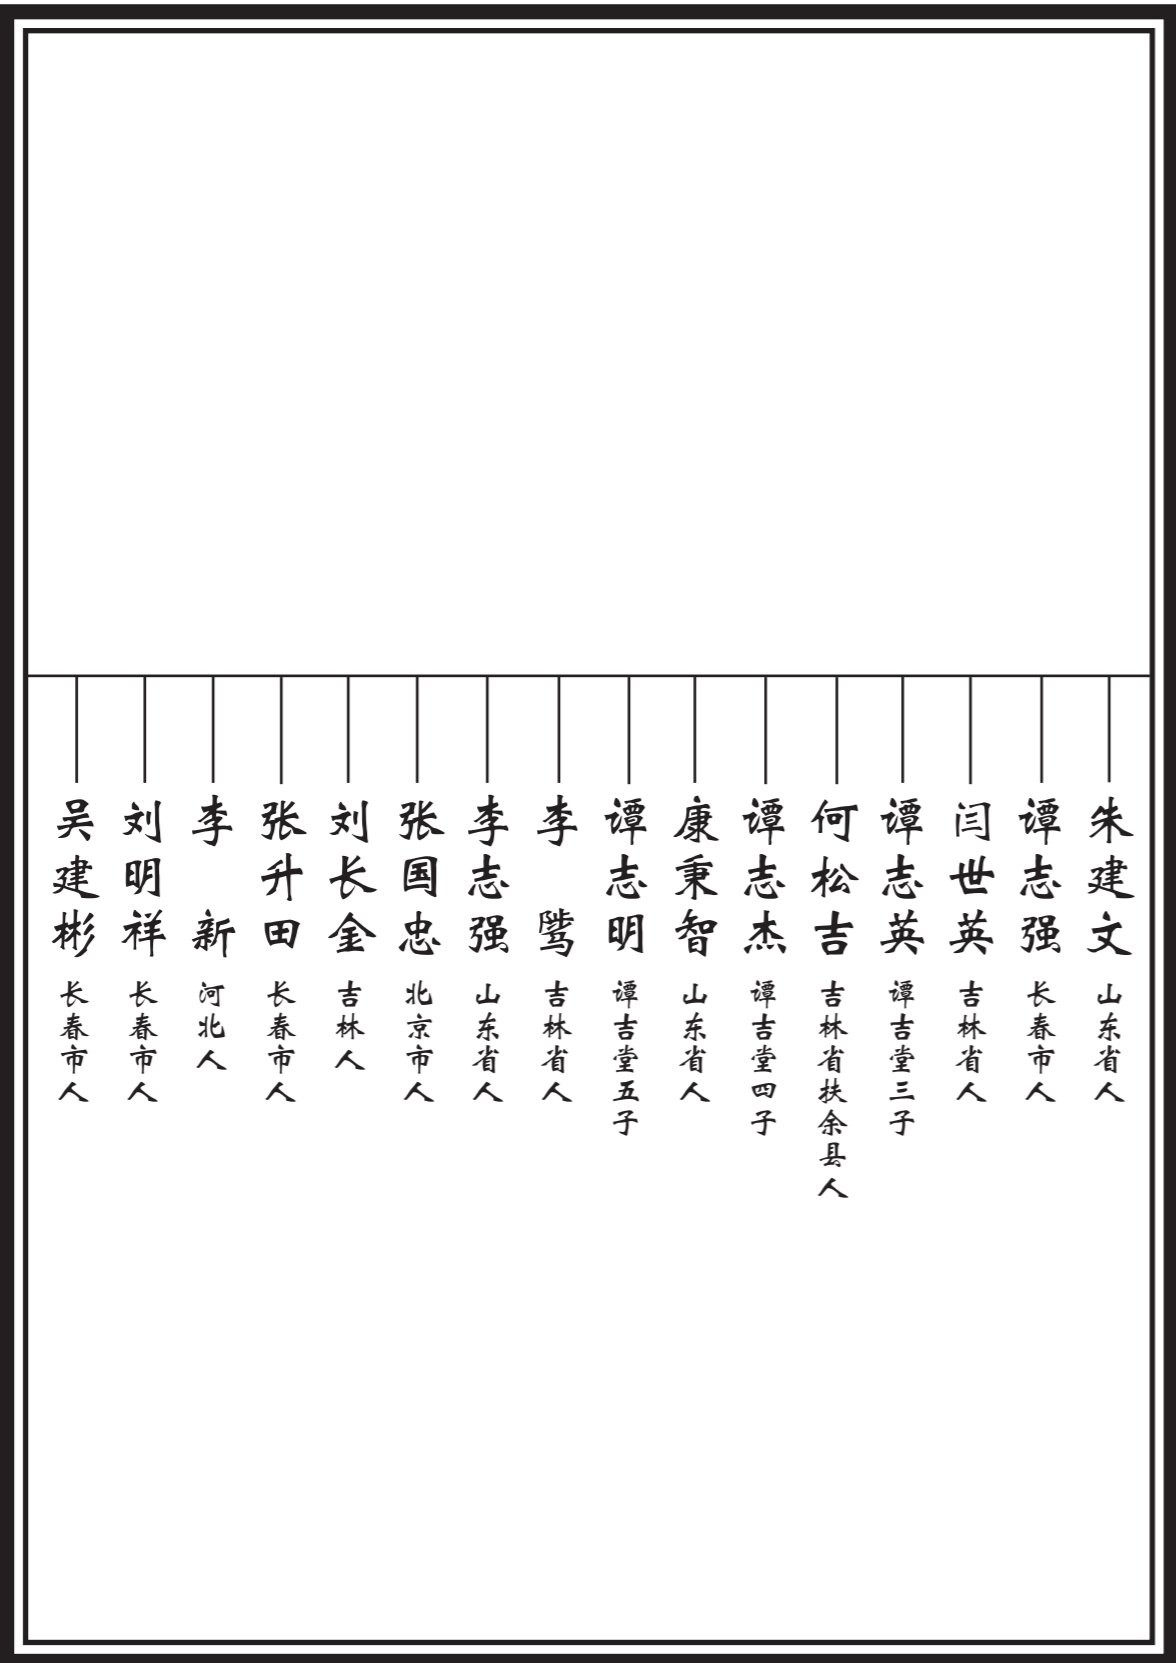 朱建文 山东省人
谭志强 长春市人
闫世英 吉林省人
谭志英 谭吉堂三子
何松吉 吉林省扶余县人
谭志杰 谭吉堂四子
康秉智 山东省人
谭志明 谭吉堂五子
李 吉林省人
李志强 山东省人
张国忠 北京市人
刘长金 吉林人
张升田 长春市人
李新 河北人
刘明祥 长春市人
吴建彬 长春市人